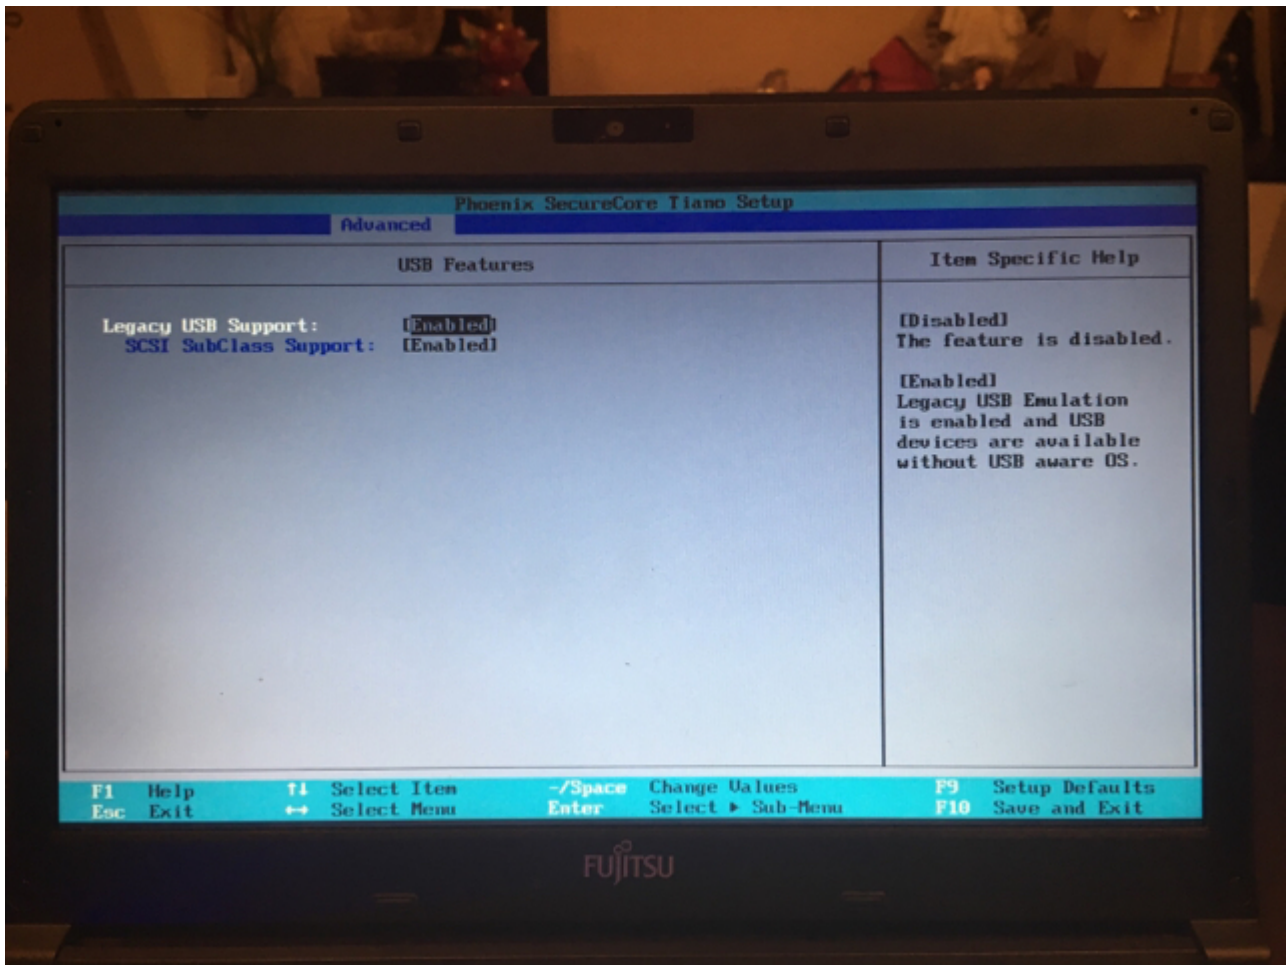 Phoenix SecureCore Tiano Setup
Advanced
USB Features
Legacy USB Support: [Enabled]
SCSI SubClass Support: [Enabled]
Item Specific Help
[Disabled]
The feature is disabled.
[Enabled]
Legacy USB Emulation
is enabled and USB
devices are available
without USB aware OS.
F1 Help ↑↓ Select Item -/Space Change Values F9 Setup Defaults
Esc Exit ↔ Select Menu Enter Select ▶ Sub-Menu F10 Save and Exit
FUJITSU